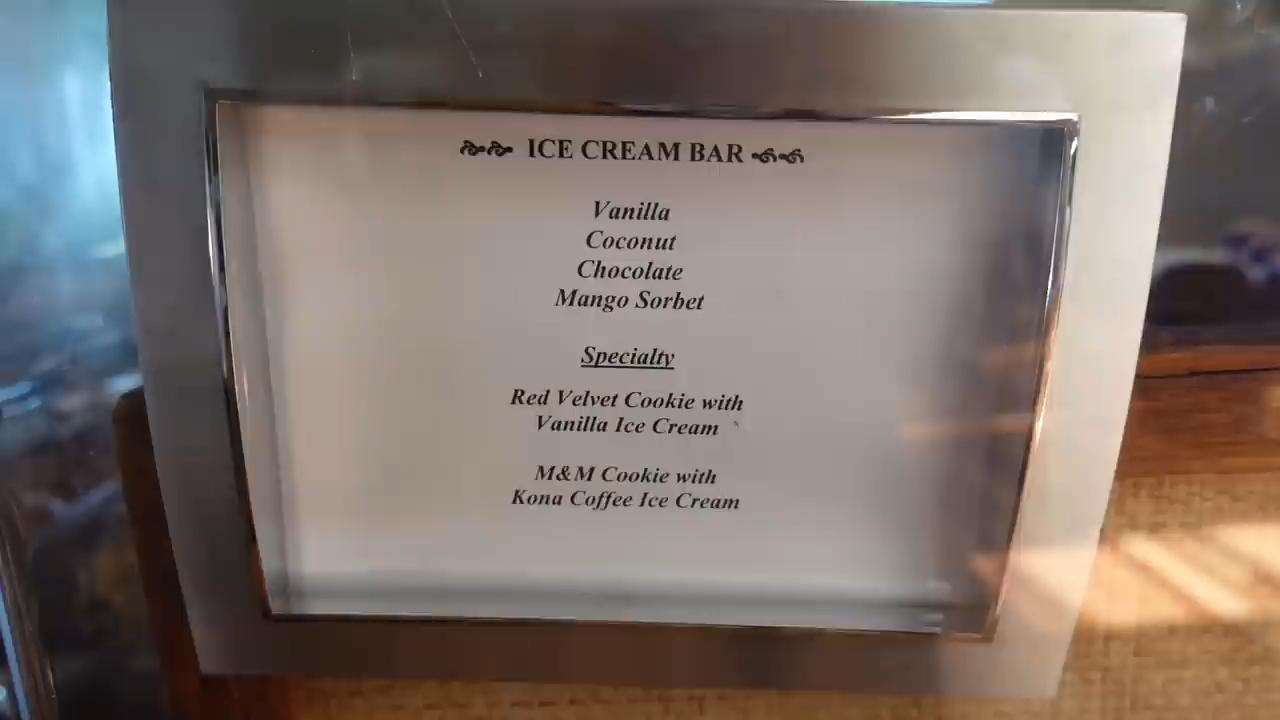 ICE CREAM BAR
Vanilla
Coconut
Chocolate
Mango Sorbet
Specialty
Red Velvet Cookie with
Vanilla Ice Cream
M&M Cookie with
Kona Coffee Ice Cream